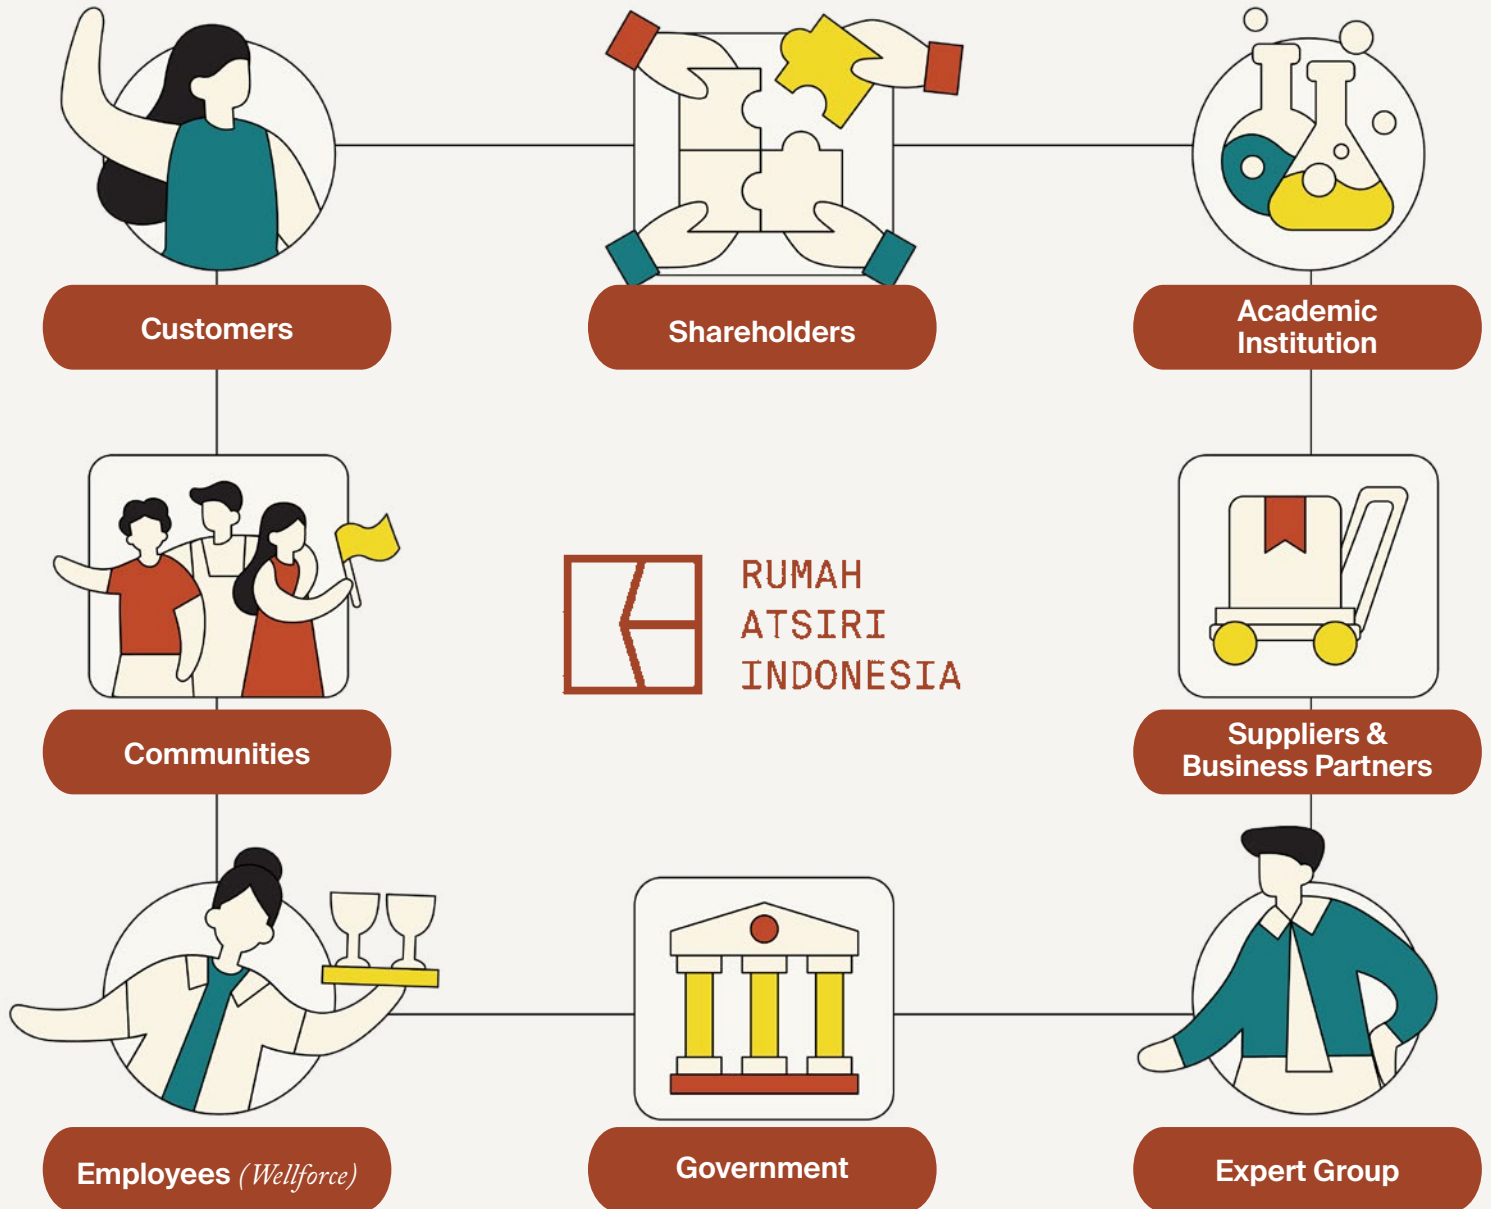 Customers
Shareholders
Academic
Institution
RUMAH
ATSIRI
INDONESIA
Communities
Suppliers &
Business Partners
Employees (Wellforce)
Government
Expert Group